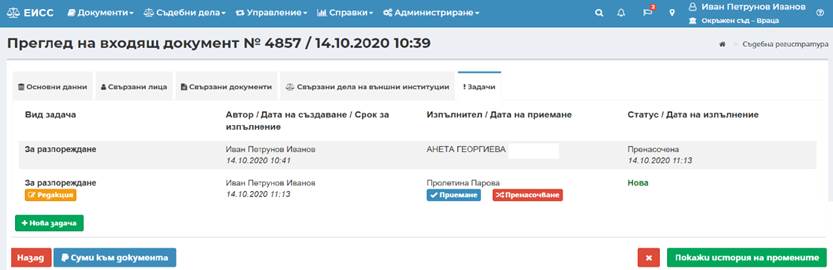 ЕИСС Документи Съдебни дела Управление Справки Администриране 2 Иван Петрунов Иванов
Окръжен съд – Враца
Преглед на входящ документ № 4857 / 14.10.2020 10:39 Съдебна регистратура
Основни данни Свързани лица Свързани документи Свързани дела на външни институции Задачи
Вид задача Автор / Дата на създаване / Срок за изпълнение Изпълнител / Дата на приемане Статус / Дата на изпълнение
За разпореждане Иван Петрунов Иванов АНЕТА ГЕОРГИЕВА Пренасочена
14.10.2020 10:41 14.10.2020 11:13
За разпореждане Иван Петрунов Иванов Пролетина Парова Нова
Редакция 14.10.2020 11:13 Приемане Пренасочване
+ Нова задача
Назад Суми към документа Покажи история на промените